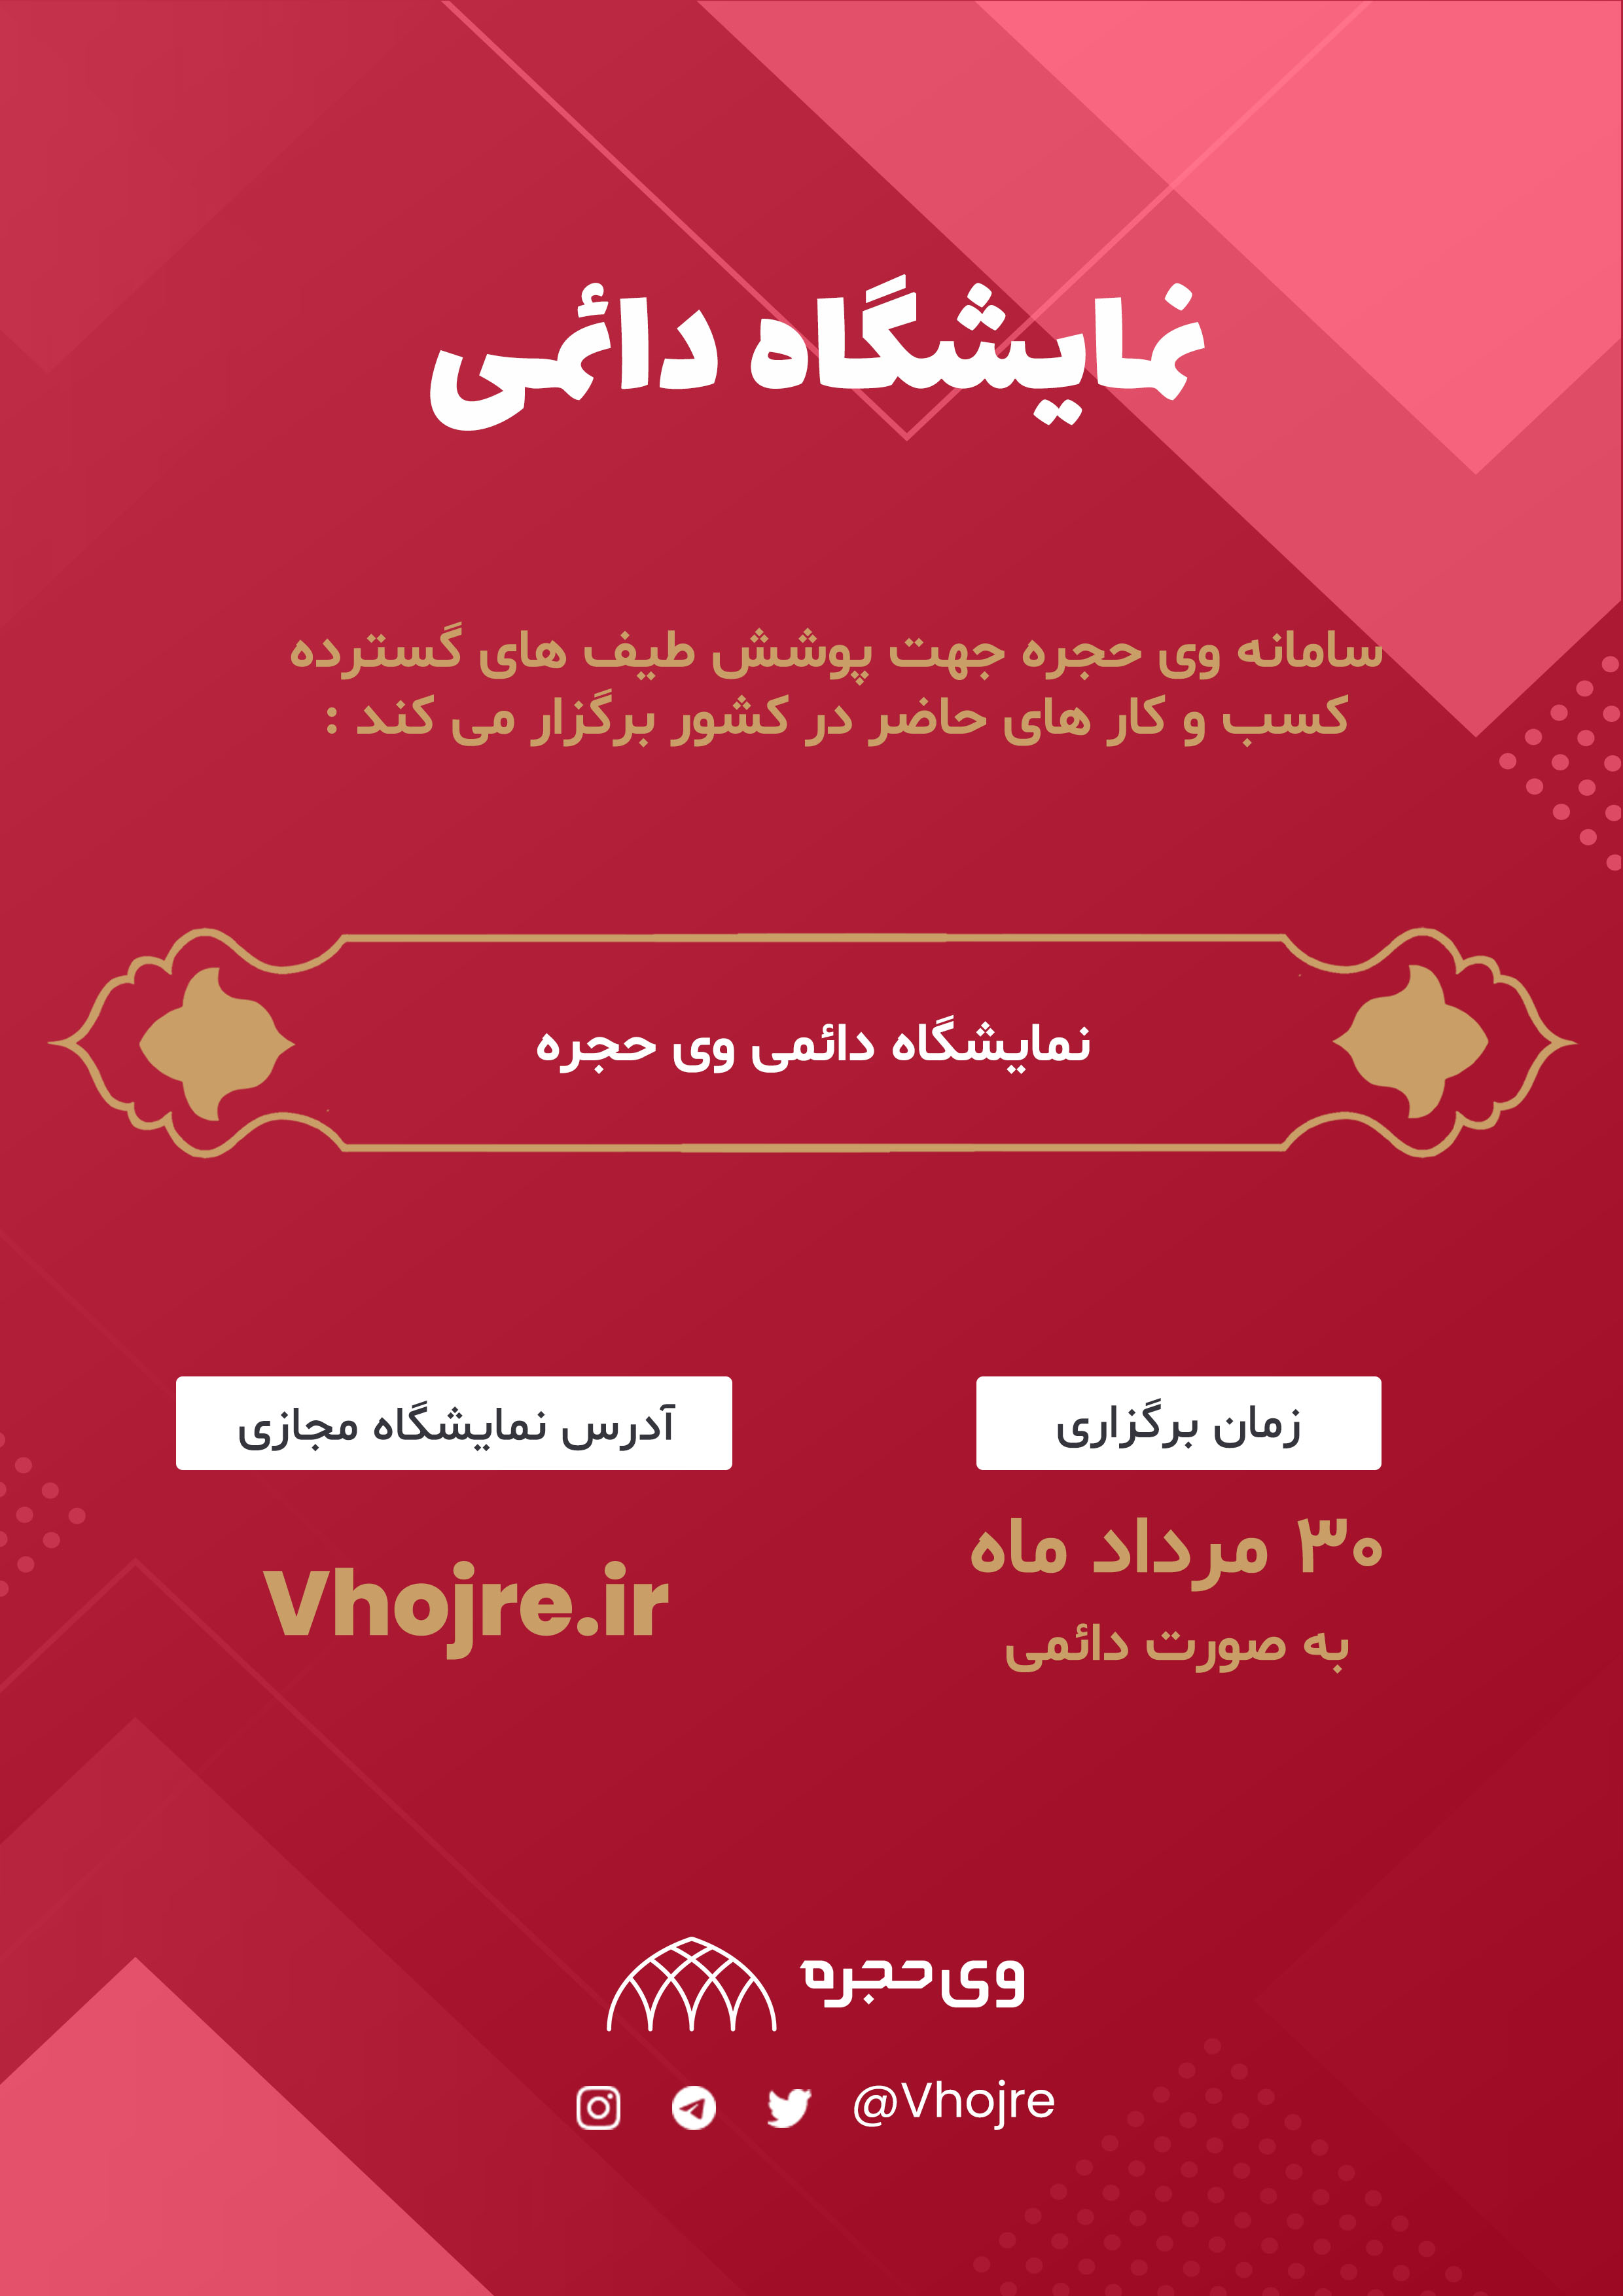 نمایشگاه دائمی
سامانه وی حجره جهت پوشش طیف های گسترده
کسب و کار های حاضر در کشور برگزار می کند :
نمایشگاه دائمی وی حجره
زمان برگزاری
۳۰ مرداد ماه
به صورت دائمی
آدرس نمایشگاه مجازی
Vhojre.ir
وی‌حجره
@Vhojre